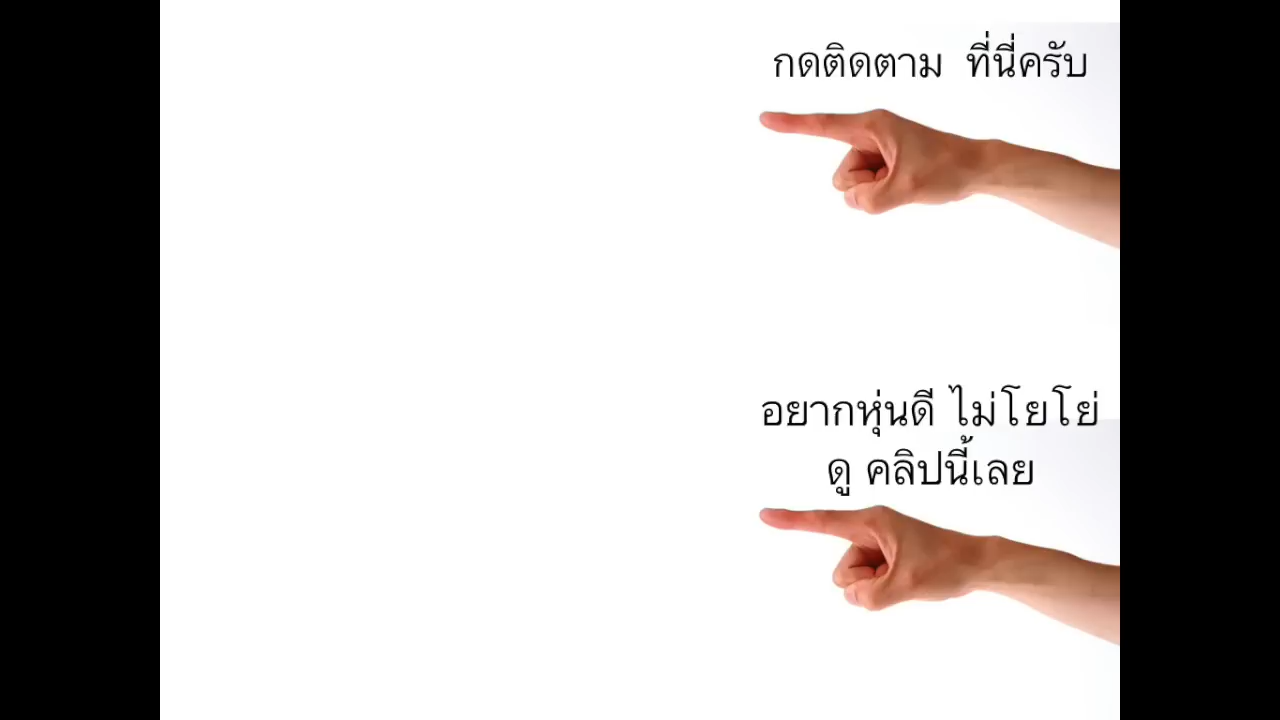 กดติดตาม ที่นี่ครับ
อยากหุ่นดี ไม่โยโย่
ดู คลิปนี้เลย